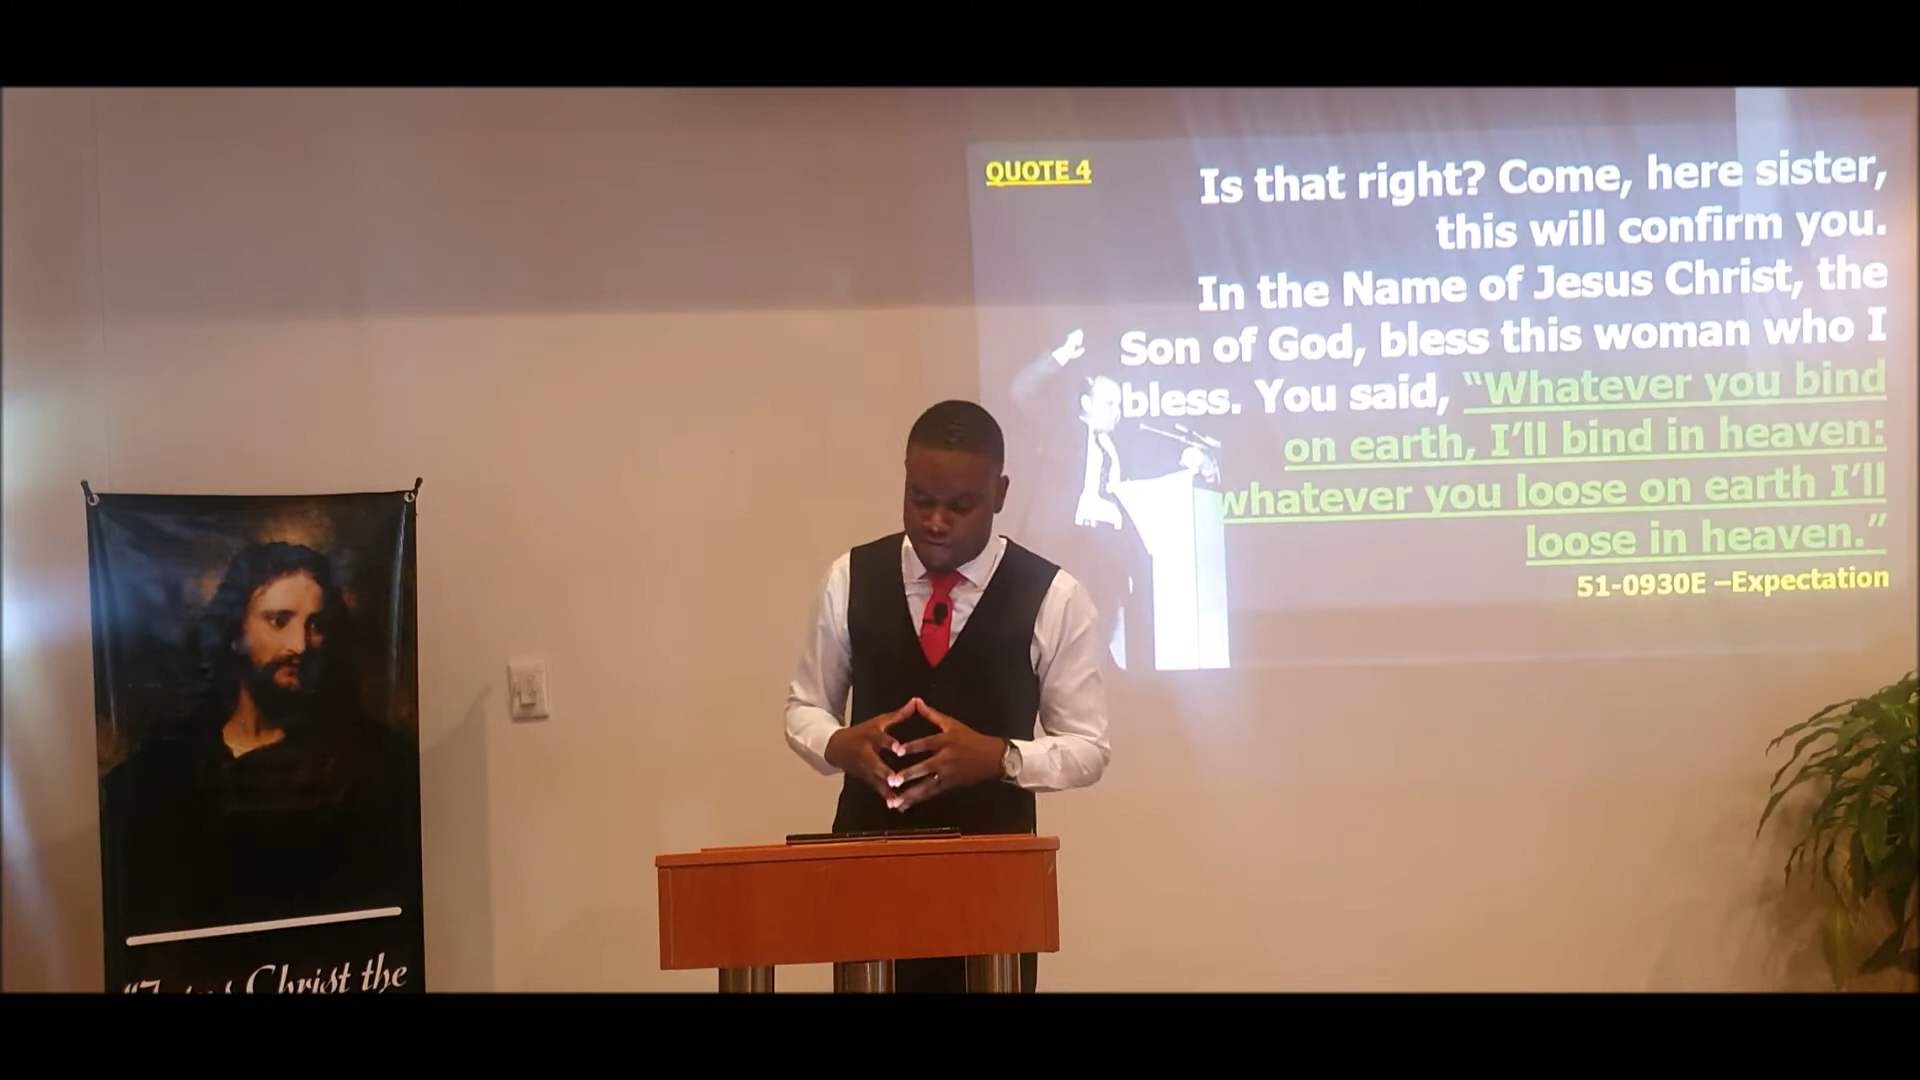 QUOTE 4
Is that right? Come, here sister,
this will confirm you.
In the Name of Jesus Christ, the
Son of God, bless this woman who I
bless. You said, “Whatever you bind
on earth, I’ll bind in heaven:
whatever you loose on earth I’ll
loose in heaven.”
51-0930E –Expectation
“Jesus Christ the